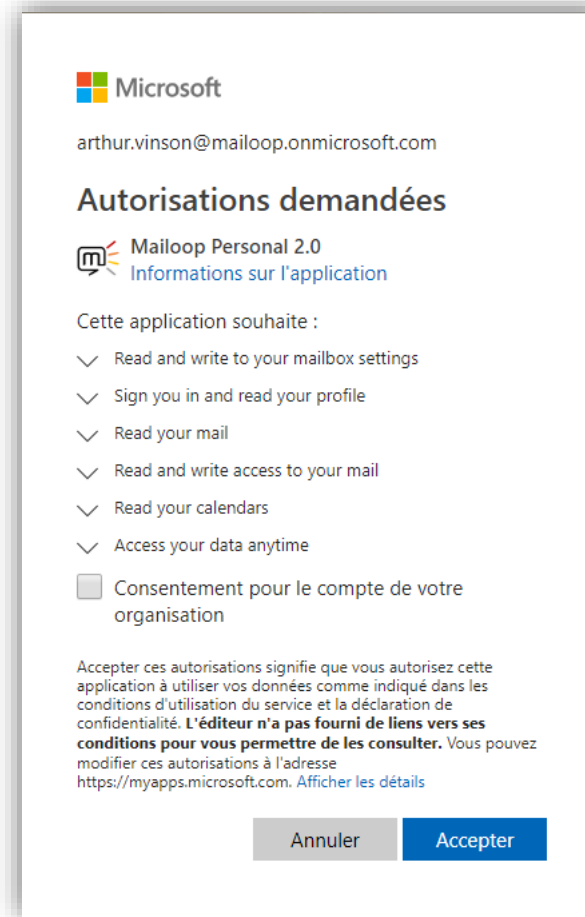 Microsoft
arthur.vinson@mailoop.onmicrosoft.com
Autorisations demandées
Mailoop Personal 2.0
Informations sur l'application
Cette application souhaite :
Read and write to your mailbox settings
Sign you in and read your profile
Read your mail
Read and write access to your mail
Read your calendars
Access your data anytime
Consentement pour le compte de votre
organisation
Accepter ces autorisations signifie que vous autorisez cette
application à utiliser vos données comme indiqué dans les
conditions d'utilisation du service et la déclaration de
confidentialité. L'éditeur n'a pas fourni de liens vers ses
conditions pour vous permettre de les consulter. Vous pouvez
modifier ces autorisations à l'adresse
https://myapps.microsoft.com. Afficher les détails
Annuler
Accepter